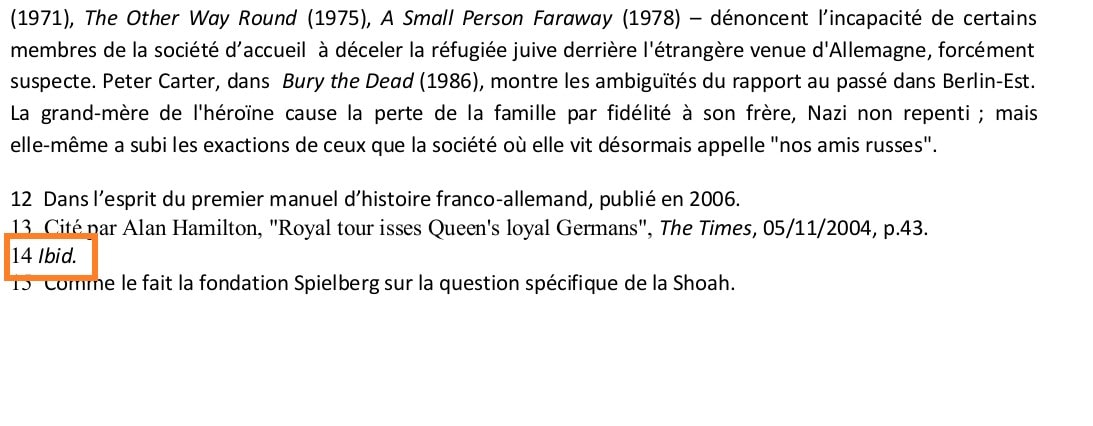 (1971), The Other Way Round (1975), A Small Person Faraway (1978) – dénoncent l’incapacité de certains
membres de la société d’accueil à déceler la réfugiée juive derrière l'étrangère venue d'Allemagne, forcément
suspecte. Peter Carter, dans Bury the Dead (1986), montre les ambiguïtés du rapport au passé dans Berlin-Est.
La grand-mère de l'héroïne cause la perte de la famille par fidélité à son frère, Nazi non repenti ; mais
elle-même a subi les exactions de ceux que la société où elle vit désormais appelle "nos amis russes".
12 Dans l’esprit du premier manuel d’histoire franco-allemand, publié en 2006.
13 Cité par Alan Hamilton, "Royal tour isses Queen's loyal Germans", The Times, 05/11/2004, p.43.
14 Ibid.
15 Comme le fait la fondation Spielberg sur la question spécifique de la Shoah.